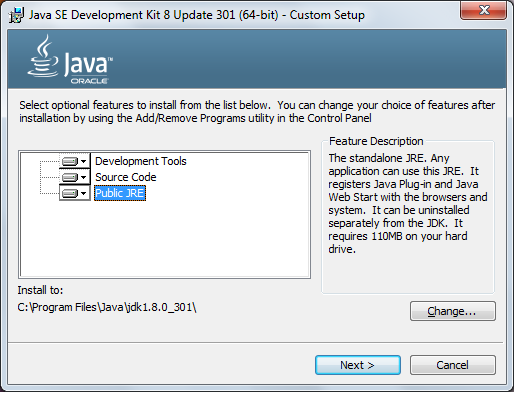 Java SE Development Kit 8 Update 301 (64-bit) - Custom Setup
Java™
ORACLE
Select optional features to install from the list below. You can change your choice of features after
installation by using the Add/Remove Programs utility in the Control Panel
Development Tools
Source Code
Public JRE
Feature Description
The standalone JRE. Any
application can use this JRE. It
registers Java Plug-in and Java
Web Start with the browsers and
system. It can be uninstalled
separately from the JDK. It
requires 110MB on your hard
drive.
Install to:
C:\Program Files\Java\jdk1.8.0_301\
Change...
Next >
Cancel